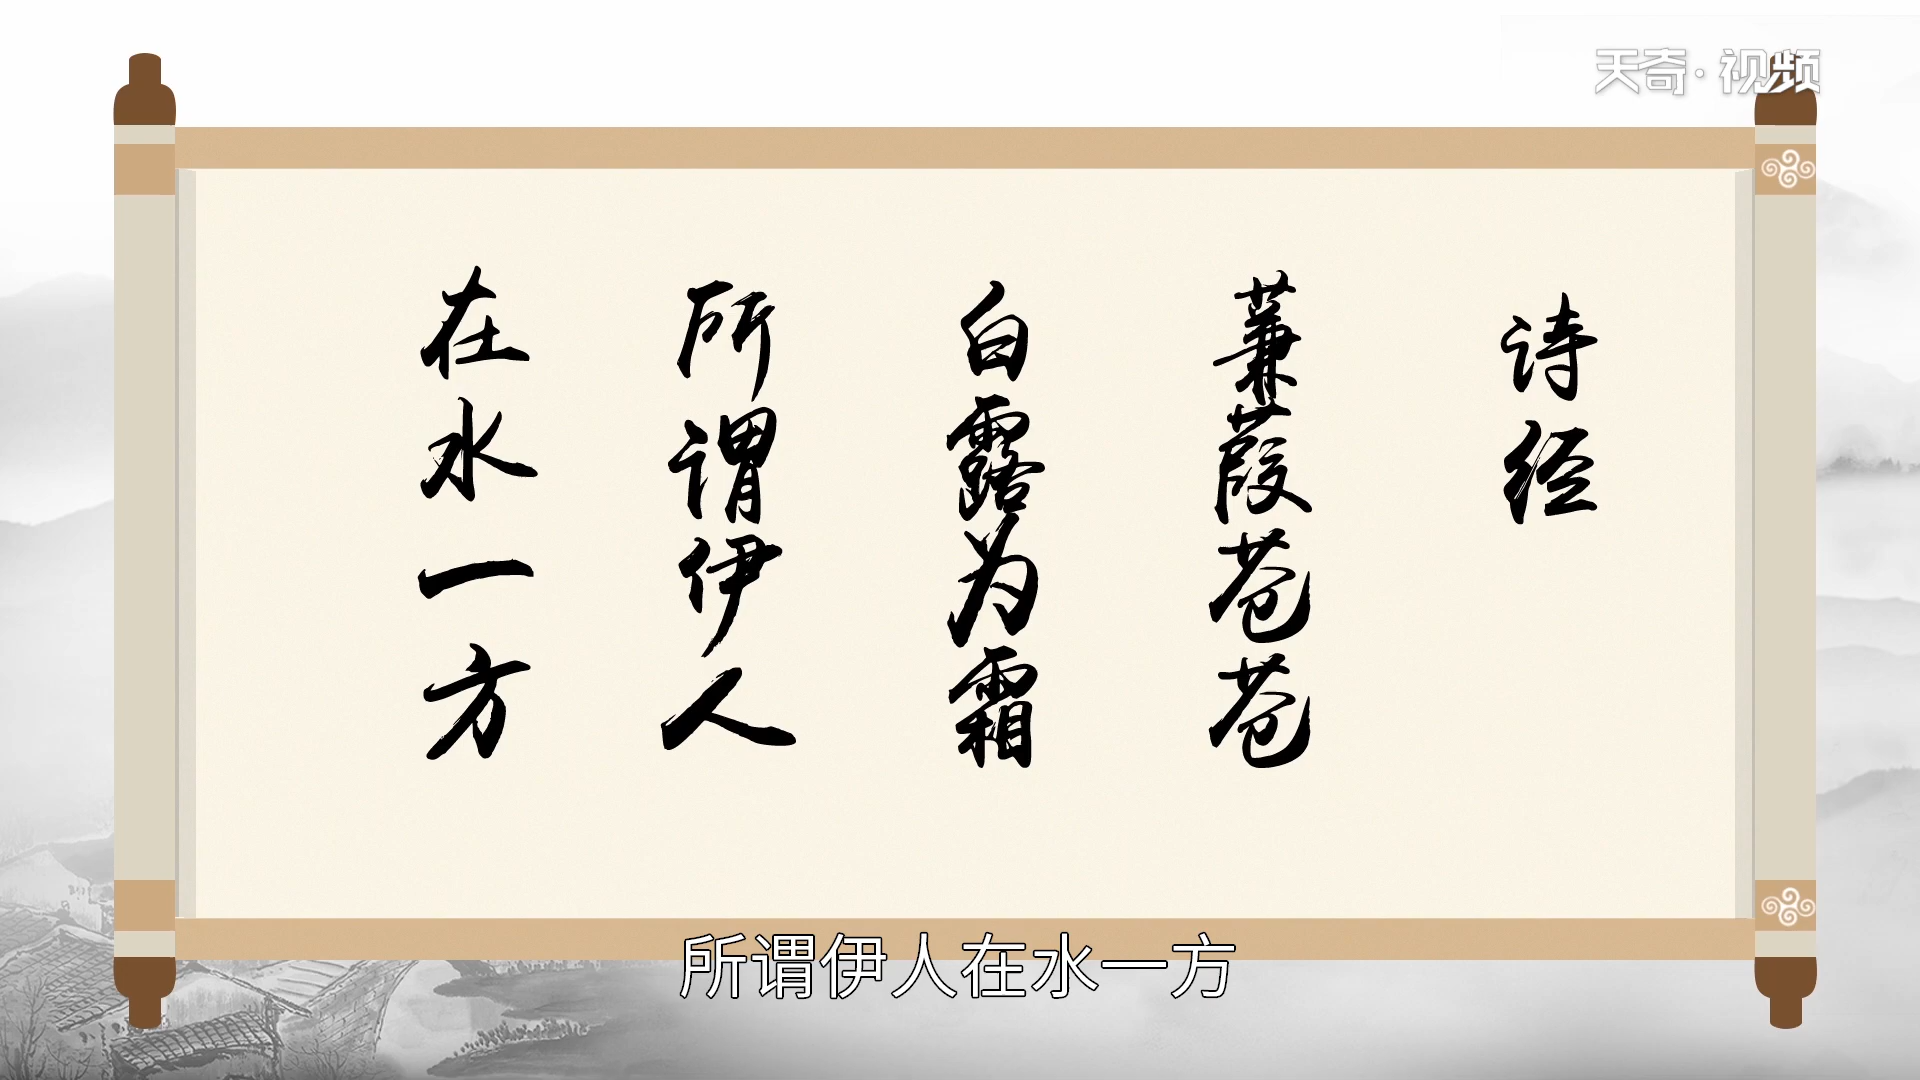 天奇·视频
诗经
蒹葭苍苍
白露为霜
所谓伊人
在水一方
所谓伊人在水一方